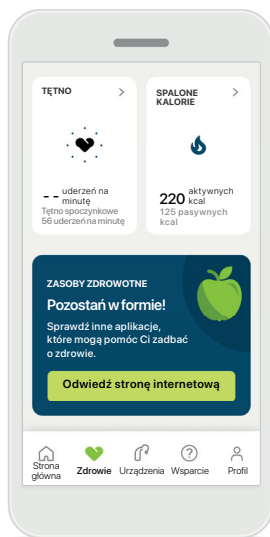 TĘTNO
- - uderzeń na
minutę
Tętno spoczynkowe
56 uderzeń na minutę
SPALONE
KALORIE
220 aktywnych
kcal
125 pasywnych
kcal
ZASOBY ZDROWOTNE
Pozostań w formie!
Sprawdź inne aplikacje,
które mogą pomóc Ci zadbać
o zdrowie.
Odwiedź stronę internetową
Strona
główna
Zdrowie
Urządzenia
Wsparcie
Profil